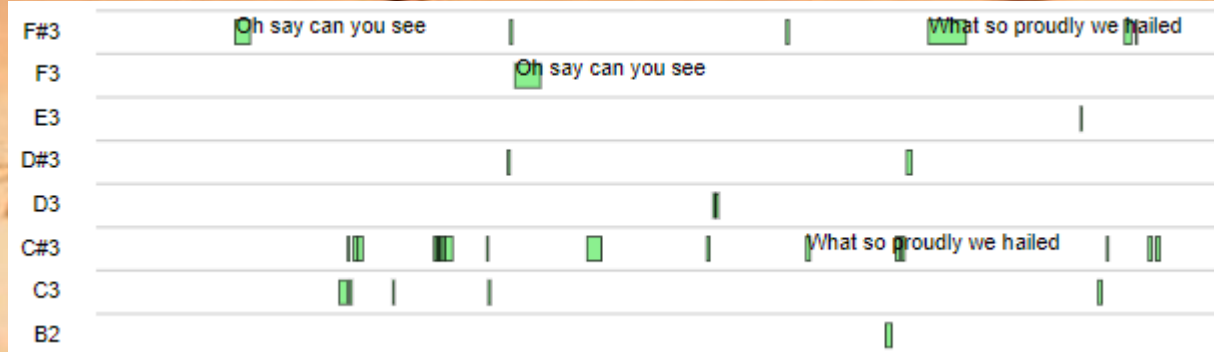 F#3 Oh say can you see What so proudly we hailed
F3 Oh say can you see
E3
D#3
D3
C#3 What so proudly we hailed
C3
B2